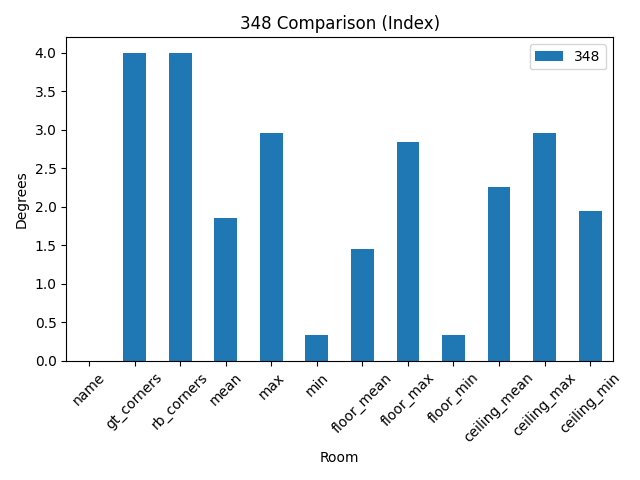 348 Comparison (Index)
348
Degrees
4.0
3.5
3.0
2.5
2.0
1.5
1.0
0.5
0.0
name
gt_corners
rb_corners
mean
max
min
floor_mean
floor_max
floor_min
ceiling_mean
ceiling_max
ceiling_min
Room